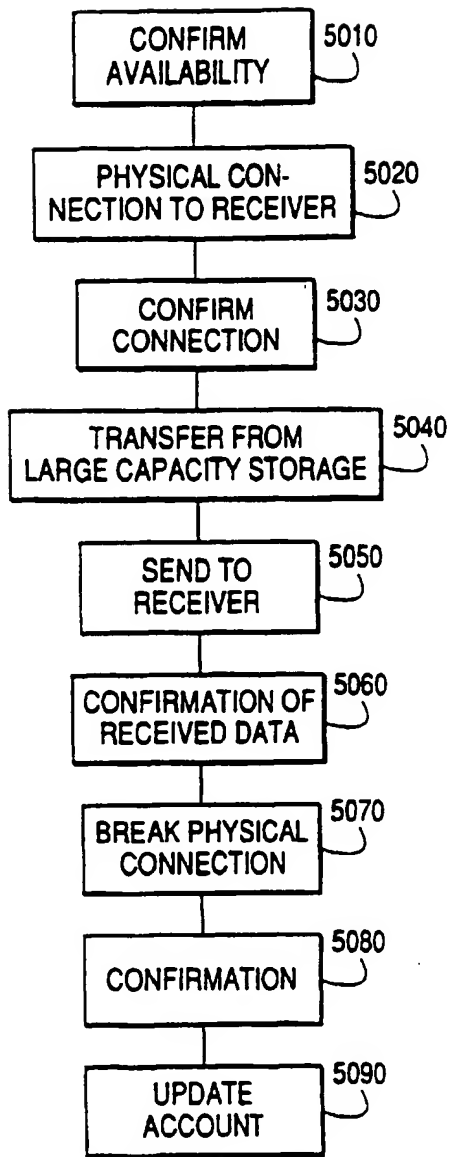 CONFIRM
AVAILABILITY
5010
PHYSICAL CON-
NECTION TO RECEIVER
5020
CONFIRM
CONNECTION
5030
TRANSFER FROM
LARGE CAPACITY STORAGE
5040
SEND TO
RECEIVER
5050
CONFIRMATION OF
RECEIVED DATA
5060
BREAK PHYSICAL
CONNECTION
5070
CONFIRMATION
5080
UPDATE
ACCOUNT
5090